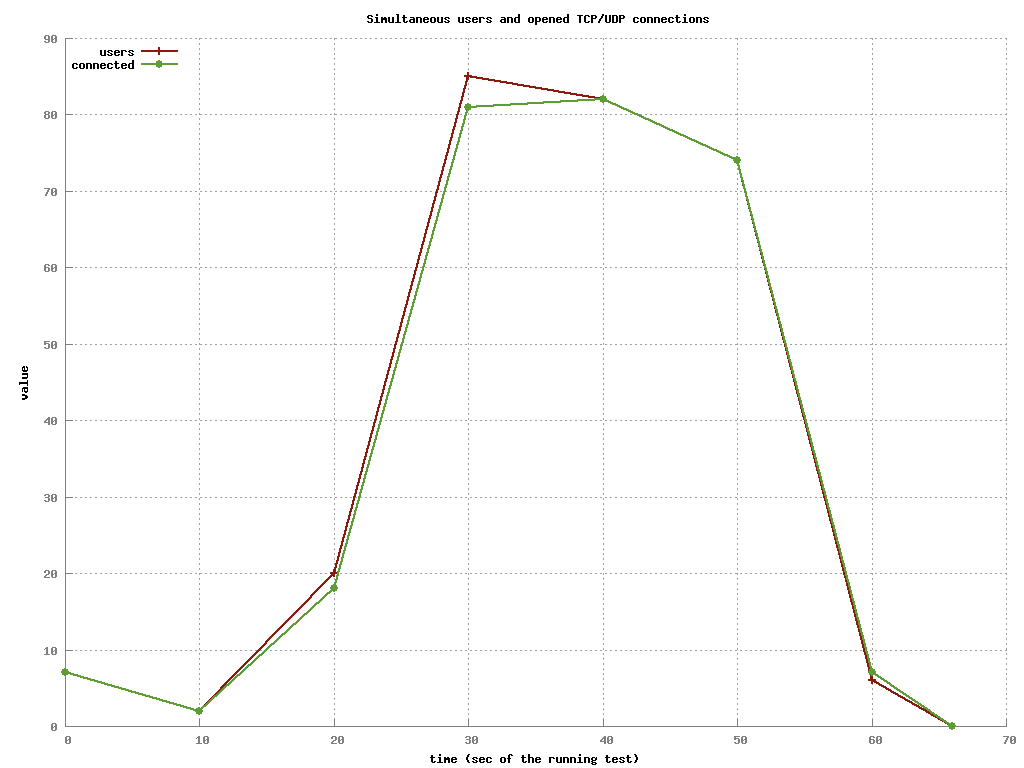 Simultaneous users and opened TCP/UDP connections
users
connected
90
80
70
60
50
40
30
20
10
0
value
0 10 20 30 40 50 60 70
time (sec of the running test)